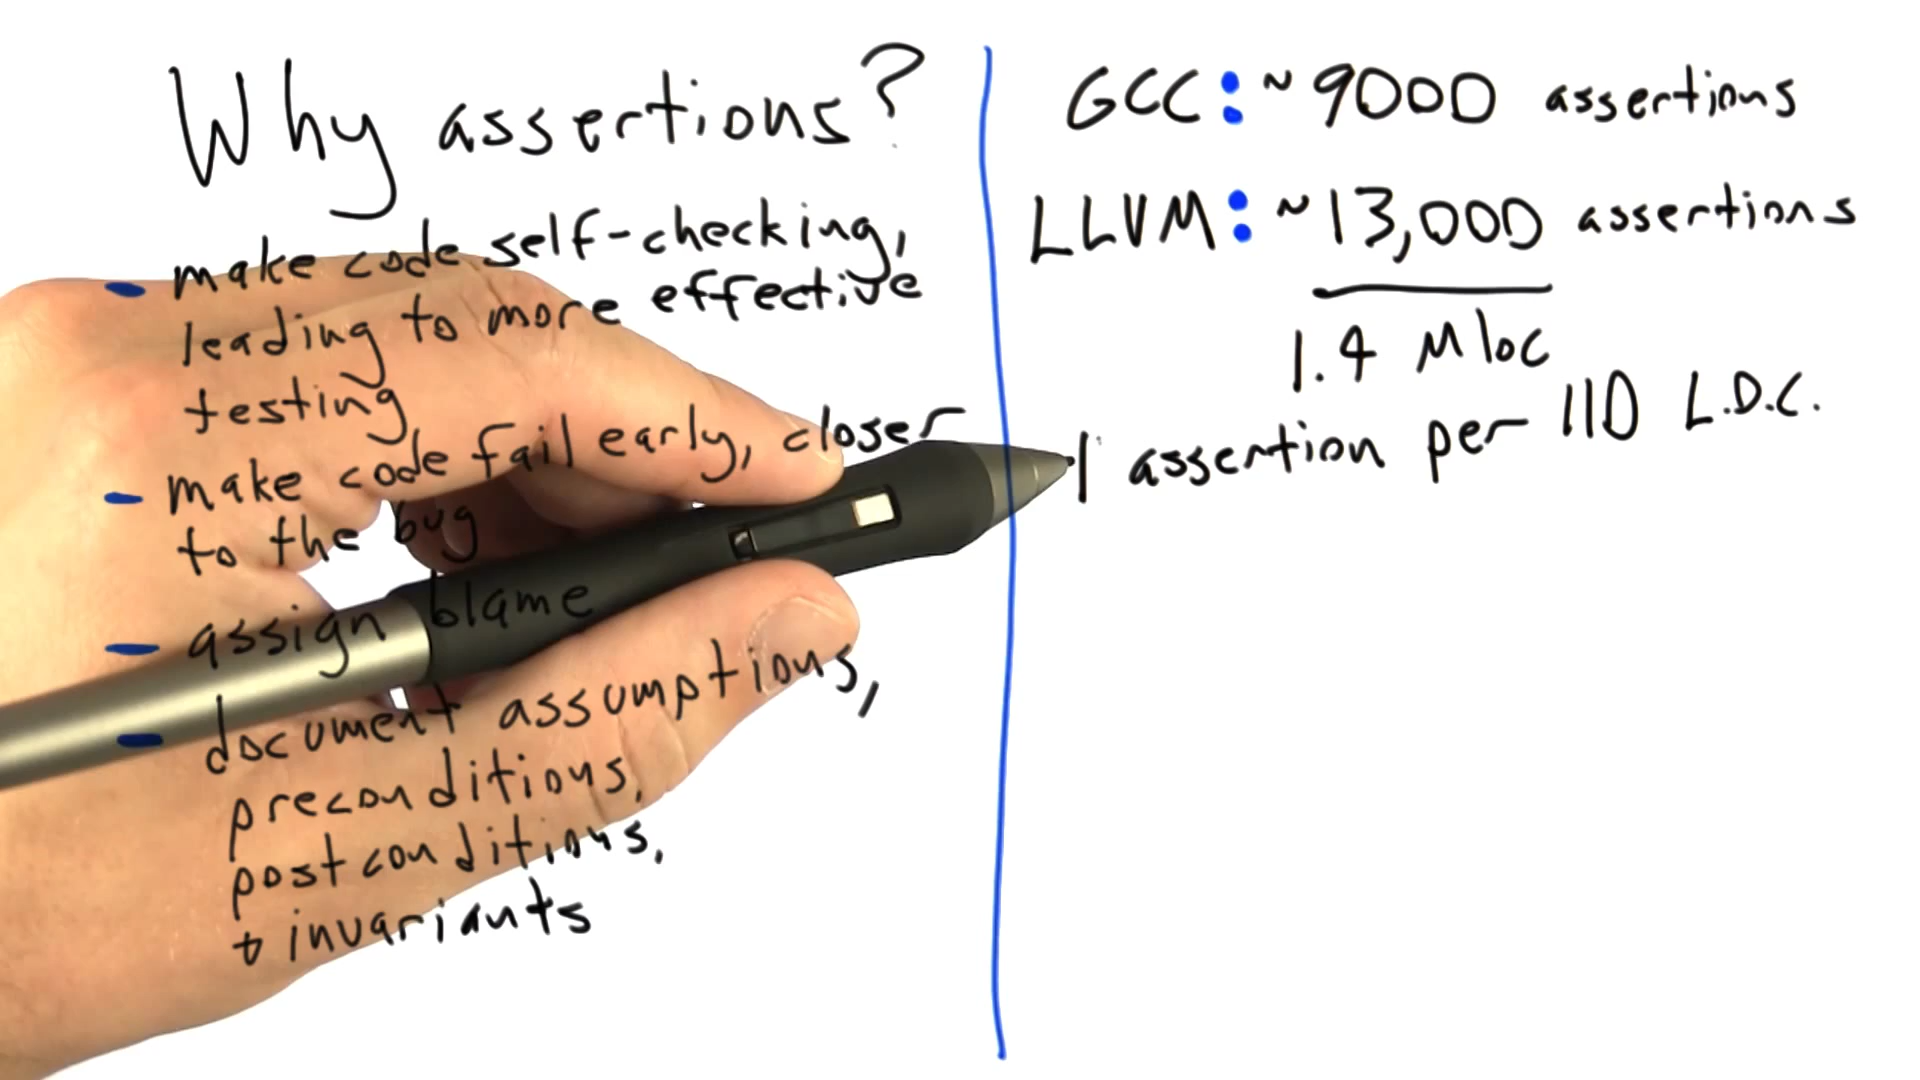 Why assertions?
- make code self-checking,
leading to more effective
testing
- make code fail early, closer
to the bug
- assign blame
- document assumptions,
preconditions,
postconditions,
+ invariants
GCC: ~ 9000 assertions
LLVM: ~ 13,000 assertions
1.4 Mloc
1 assertion per 110 L.O.C.